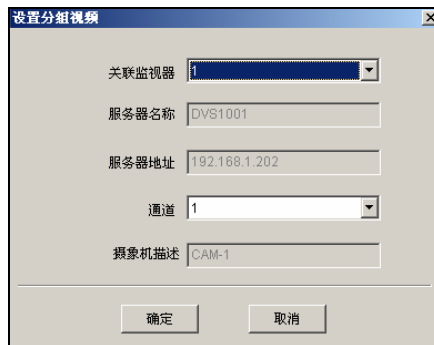 设置分组视频
关联监视器 1
服务器名称 DVS1001
服务器地址 192.168.1.202
通道 1
摄象机描述 CAM-1
确定 取消